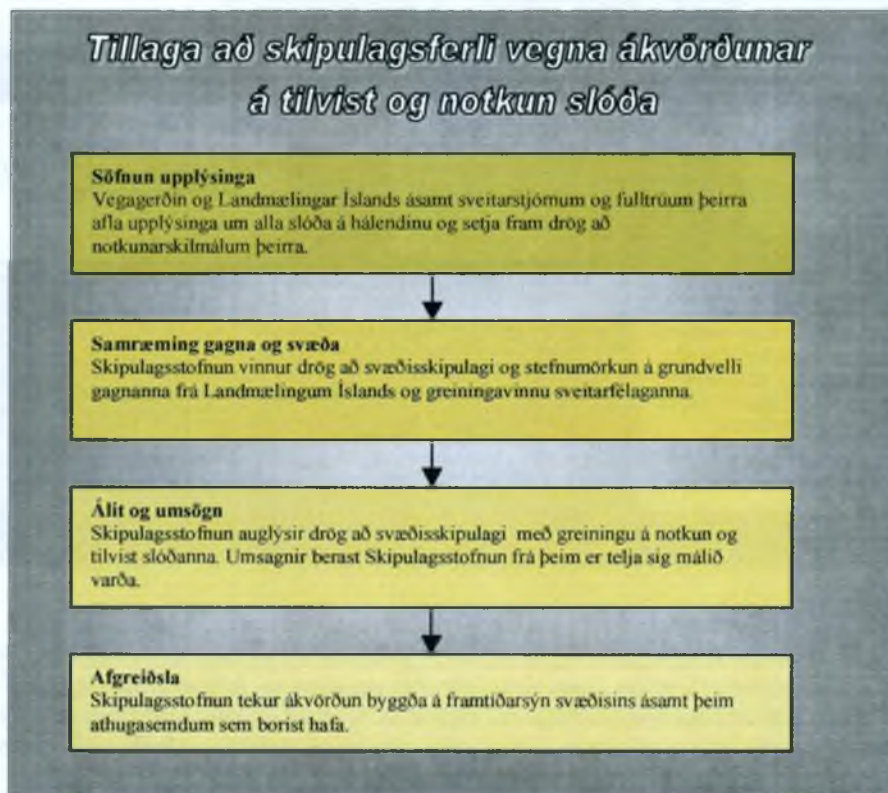 Tillaga að skipulagsferli vegna ákvörðunar
á tilvist og notkun slóða
Söfnun upplýsinga
Vegagerðin og Landmælingar Íslands ásamt sveitarstjórnum og fulltrúum þeirra
afla upplýsinga um alla slóða á hálendinu og setja fram drög að
notkunarskilmálum þeirra.
Samræming gagna og svæða
Skipulagsstofnun vinnur drög að svæðisskipulagi og stefnumörkun á grundvelli
gagnanna frá Landmælingum Íslands og greiningavinnu sveitarfélaganna.
Álit og umsögn
Skipulagsstofnun auglýsir drög að svæðisskipulagi með greiningu á notkun og
tilvist slóðanna. Umsagnir berast Skipulagsstofnun frá þeim er telja sig málið
varða.
Afgreiðsla
Skipulagsstofnun tekur ákvörðun byggða á framtíðarsýn svæðisins ásamt þeim
athugasemdum sem borist hafa.